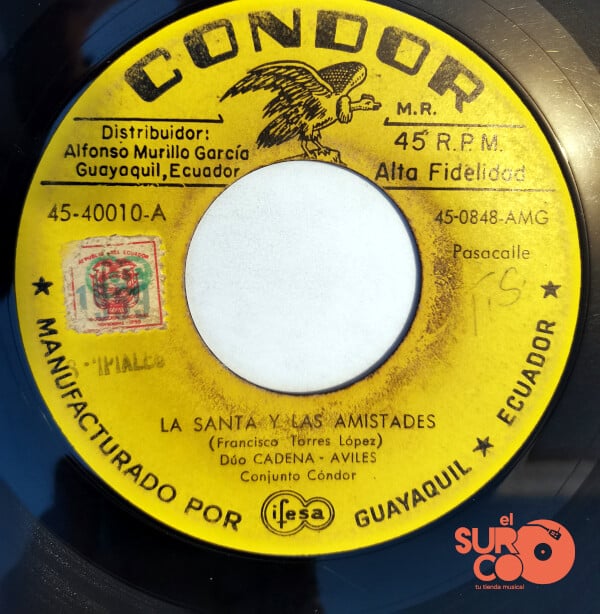 CONDOR
M.R.
Distribuidor:
Alfonso Murillo García
Guayaquil, Ecuador
45 R.P.M.
Alta Fidelidad
45-40010-A
45-0848-AMG
Pasacalle
LA SANTA Y LAS AMISTADES
(Francisco Torres López)
Dúo CADENA - AVILES
Conjunto Cóndor
★ MANUFACTURADO POR ifesa GUAYAQUIL ★ ECUADOR ★
el
SURCO
tu tienda musical